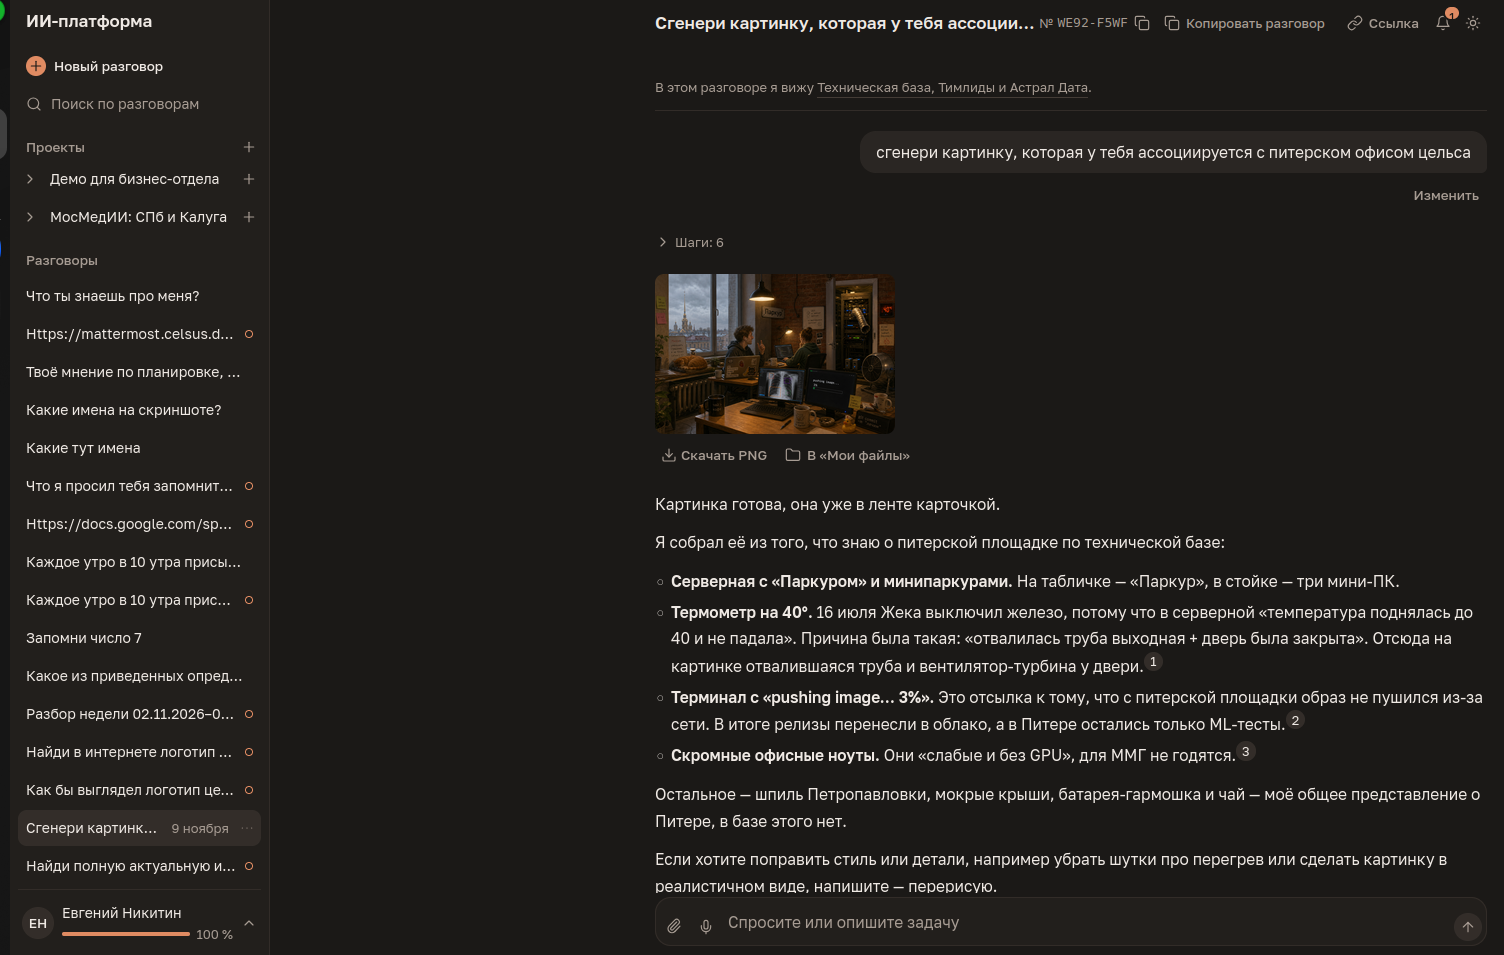 ИИ-платформа
Новый разговор
Поиск по разговорам
Проекты
Демо для бизнес-отдела
МосМедИИ: СПб и Калуга
Разговоры
Что ты знаешь про меня?
Https://mattermost.celsus.d...
Твоё мнение по планировке, ...
Какие имена на скриншоте?
Какие тут имена
Что я просил тебя запомнит...
Https://docs.google.com/sp...
Каждое утро в 10 утра присы...
Каждое утро в 10 утра прис...
Запомни число 7
Какое из приведенных опред...
Разбор недели 02.11.2026–0...
Найди в интернете логотип ...
Как бы выглядел логотип це...
Сгенери картинк... 9 ноября
Найди полную актуальную и...
ЕН
Евгений Никитин
100 %
Сгенери картинку, которая у тебя ассоции... № WE92-F5WF Копировать разговор Ссылка 1
В этом разговоре я вижу Техническая база, Тимлиды и Астрал Дата.
сгенери картинку, которая у тебя ассоциируется с питерском офисом цельса
Изменить
Шаги: 6
Скачать PNG В «Мои файлы»
Картинка готова, она уже в ленте карточкой.
Я собрал её из того, что знаю о питерской площадке по технической базе:
Серверная с «Паркуром» и минипаркурами. На табличке — «Паркур», в стойке — три мини-ПК.
Термометр на 40°. 16 июля Жека выключил железо, потому что в серверной «температура поднялась до
40 и не падала». Причина была такая: «отвалилась труба выходная + дверь была закрыта». Отсюда на
картинке отвалившаяся труба и вентилятор-турбина у двери. 1
Терминал с «pushing image... 3%». Это отсылка к тому, что с питерской площадки образ не пушился из-за
сети. В итоге релизы перенесли в облако, а в Питере остались только ML-тесты. 2
Скромные офисные ноуты. Они «слабые и без GPU», для ММГ не годятся. 3
Остальное — шпиль Петропавловки, мокрые крыши, батарея-гармошка и чай — моё общее представление о
Питере, в базе этого нет.
Если хотите поправить стиль или детали, например убрать шутки про перегрев или сделать картинку в
реалистичном виде, напишите — перерисую.
Спросите или опишите задачу